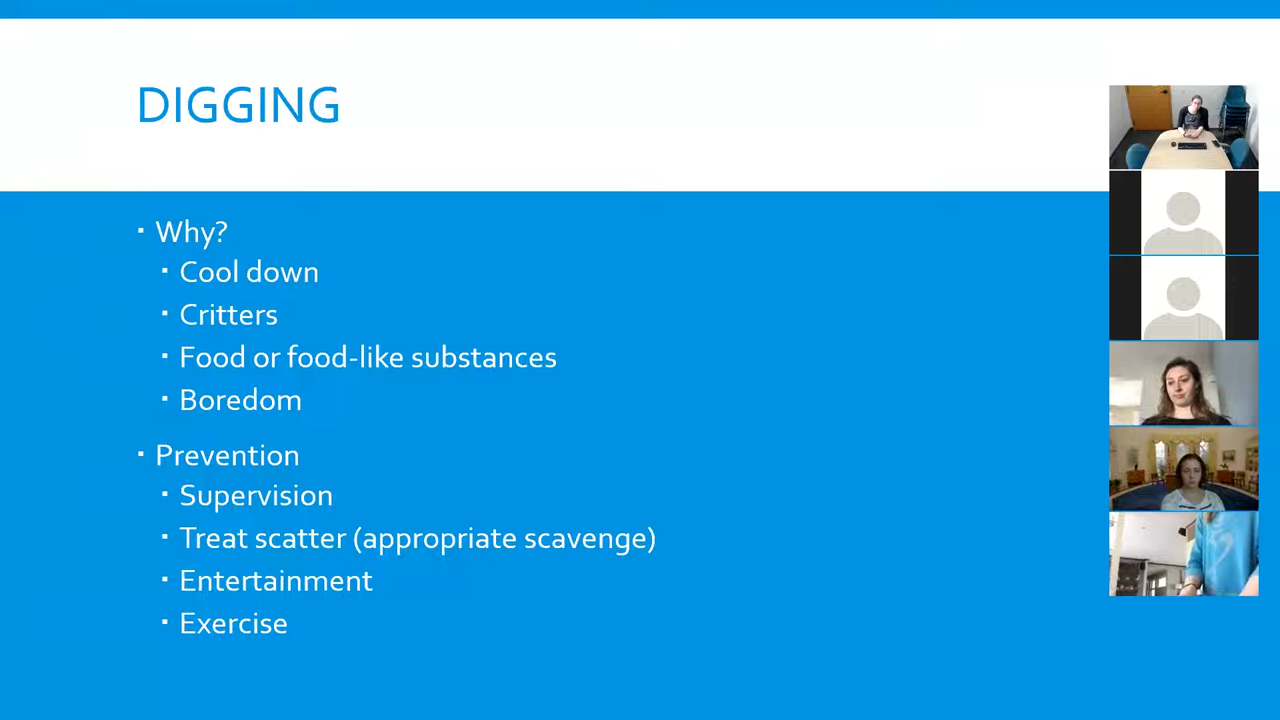 DIGGING
▪ Why?
▪ Cool down
▪ Critters
▪ Food or food-like substances
▪ Boredom
▪ Prevention
▪ Supervision
▪ Treat scatter (appropriate scavenge)
▪ Entertainment
▪ Exercise